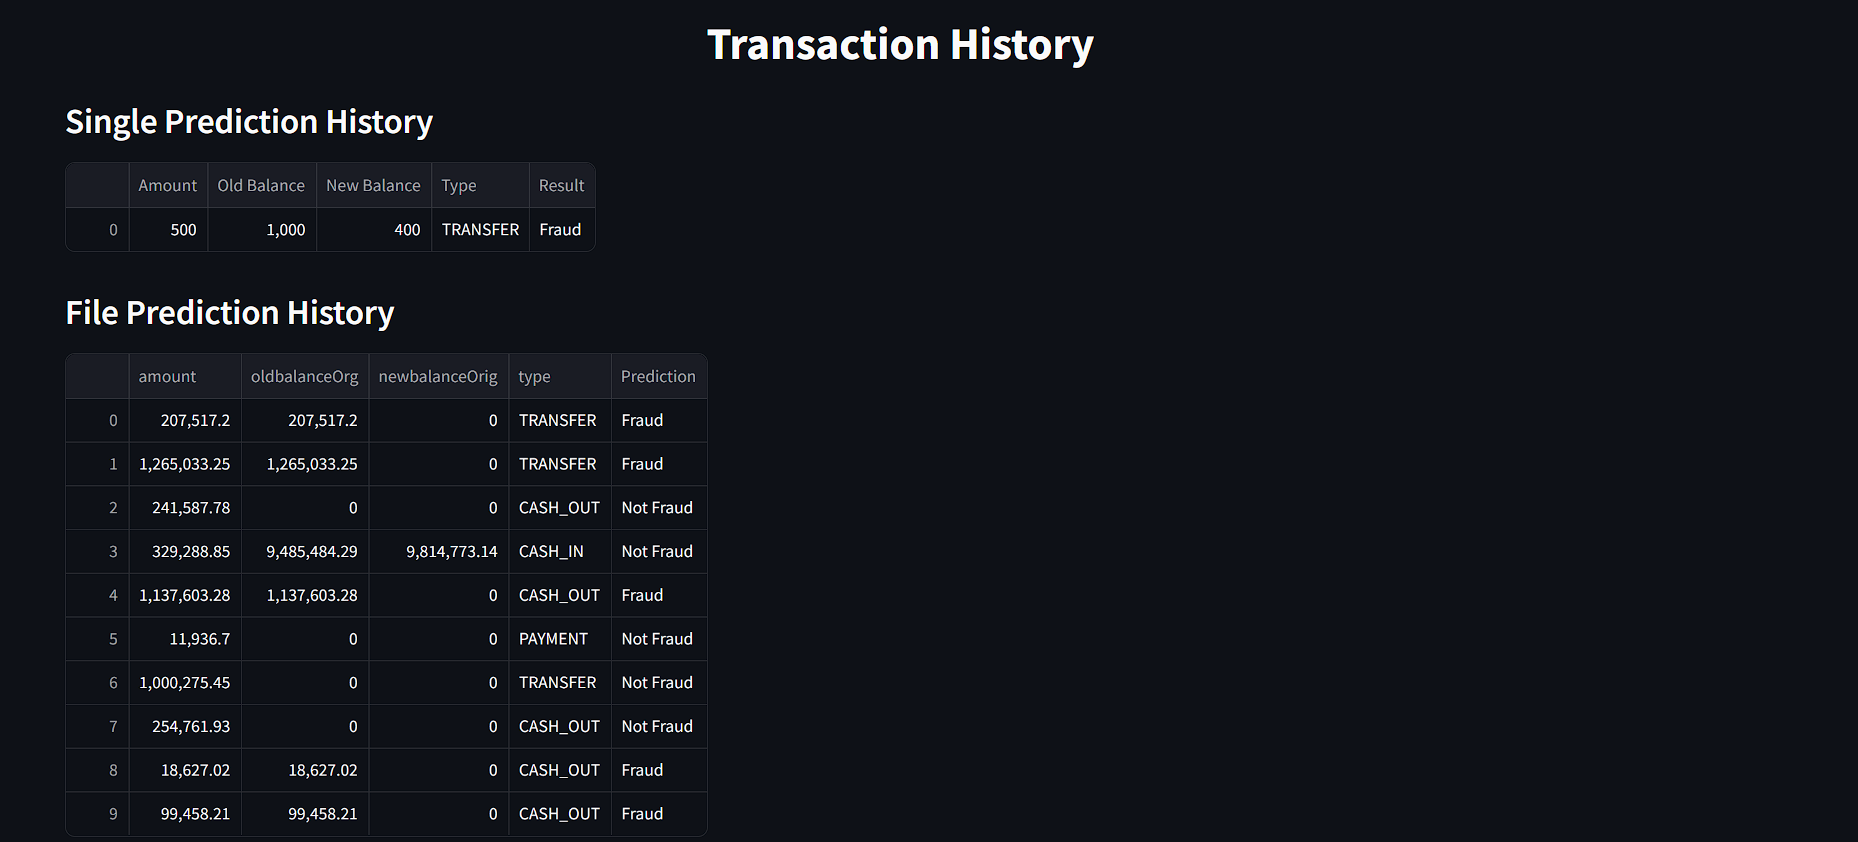 Transaction History
Single Prediction History
Amount Old Balance New Balance Type Result
0 500 1,000 400 TRANSFER Fraud
File Prediction History
amount oldbalanceOrg newbalanceOrig type Prediction
0 207,517.2 207,517.2 0 TRANSFER Fraud
1 1,265,033.25 1,265,033.25 0 TRANSFER Fraud
2 241,587.78 0 0 CASH_OUT Not Fraud
3 329,288.85 9,485,484.29 9,814,773.14 CASH_IN Not Fraud
4 1,137,603.28 1,137,603.28 0 CASH_OUT Fraud
5 11,936.7 0 0 PAYMENT Not Fraud
6 1,000,275.45 0 0 TRANSFER Not Fraud
7 254,761.93 0 0 CASH_OUT Not Fraud
8 18,627.02 18,627.02 0 CASH_OUT Fraud
9 99,458.21 99,458.21 0 CASH_OUT Fraud